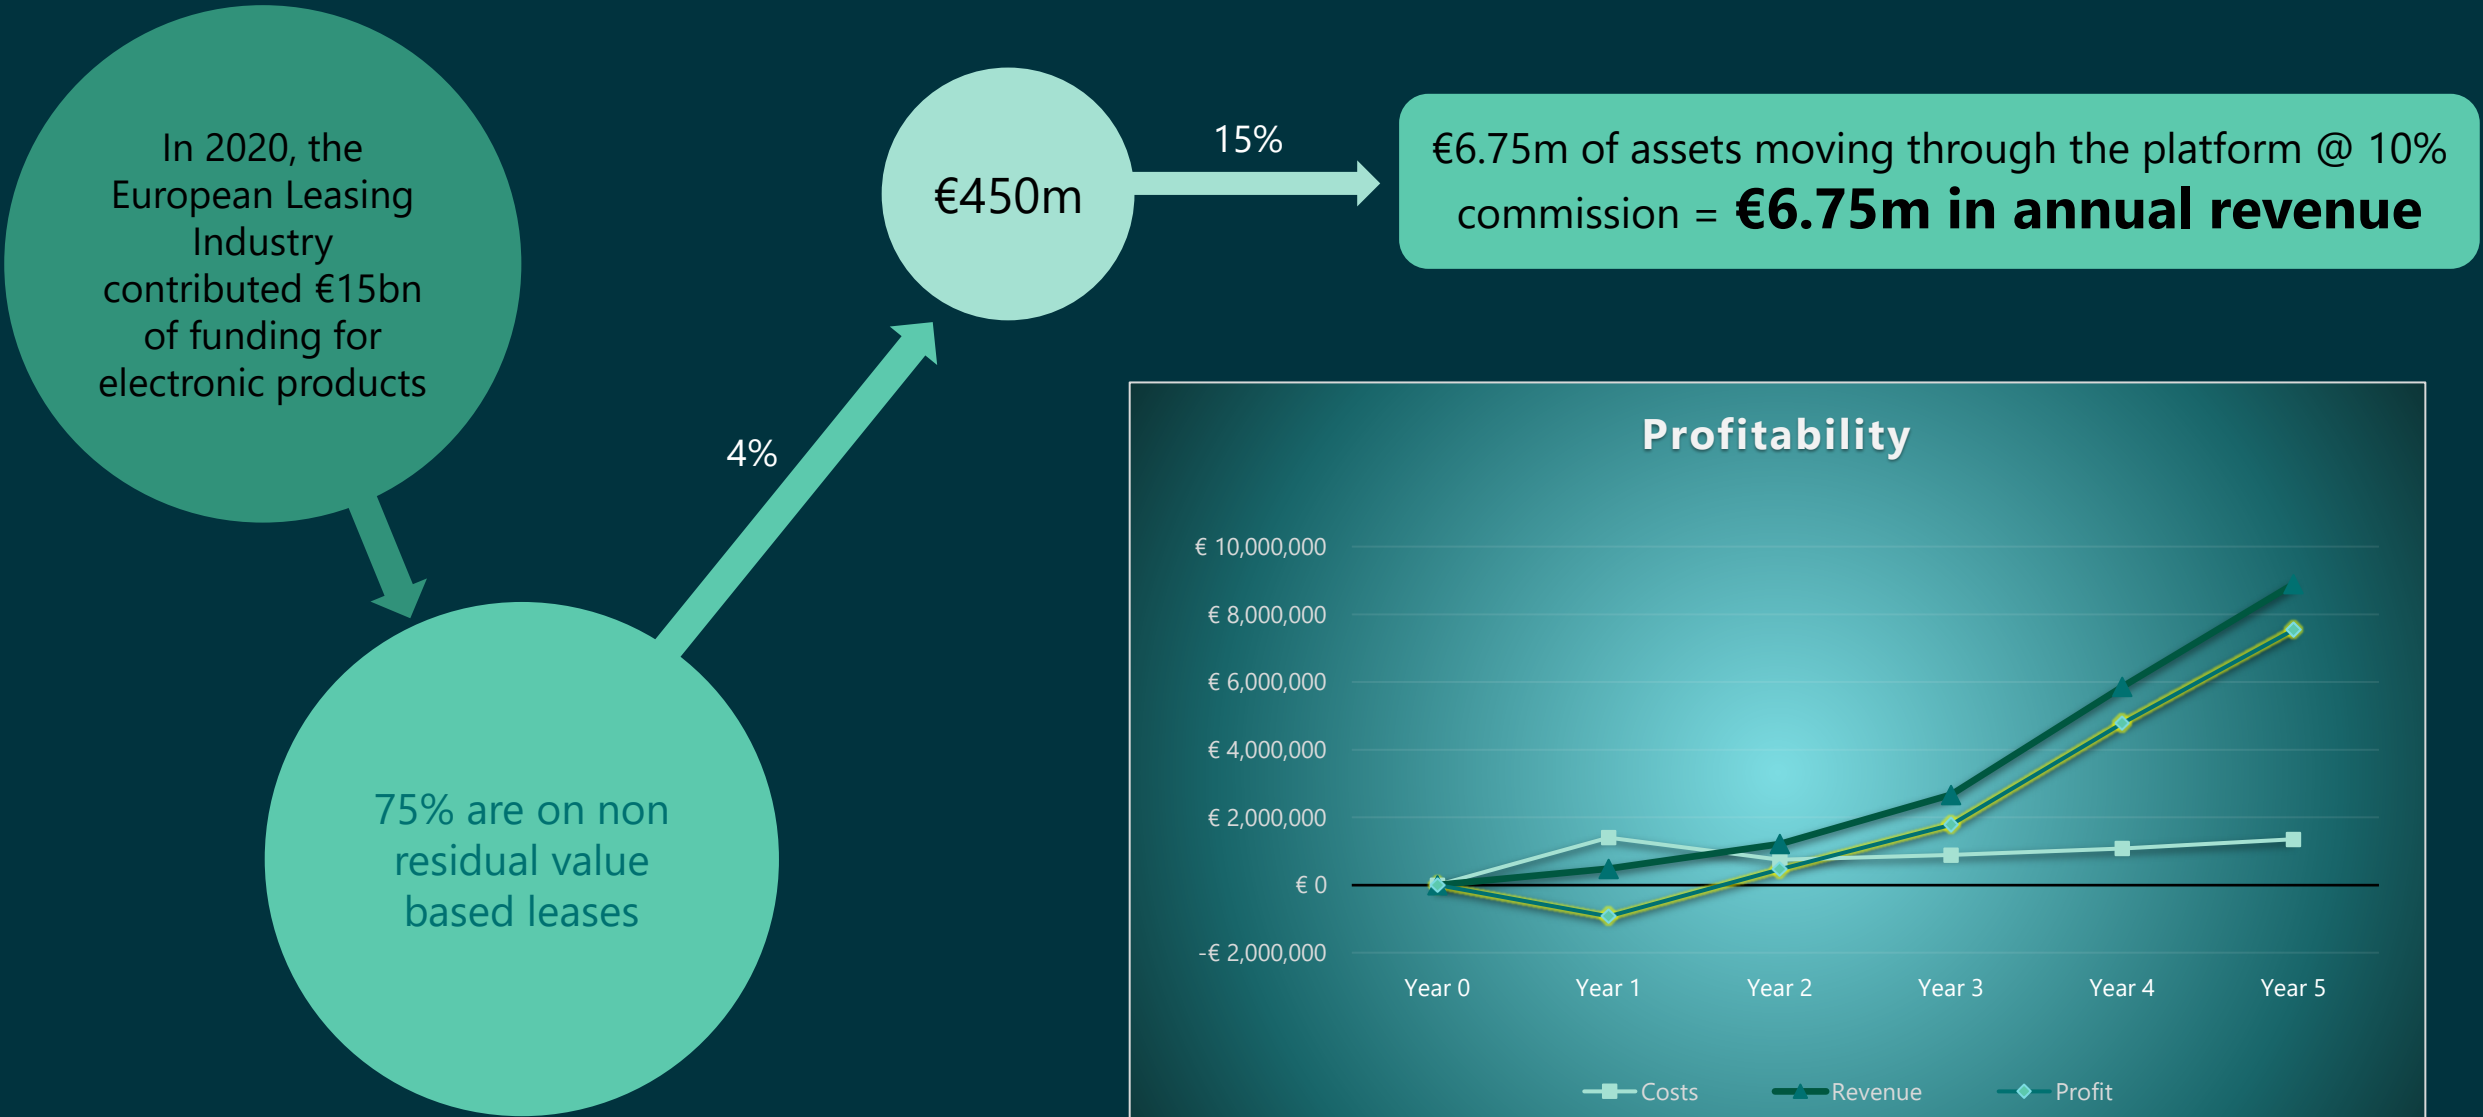 In 2020, the
European Leasing
Industry
contributed €15bn
of funding for
electronic products
75% are on non
residual value
based leases
4%
€450m
15%
€6.75m of assets moving through the platform @ 10%
commission = €6.75m in annual revenue
Profitability
€ 10,000,000
€ 8,000,000
€ 6,000,000
€ 4,000,000
€ 2,000,000
€ 0
-€ 2,000,000
Year 0 Year 1 Year 2 Year 3 Year 4 Year 5
Costs Revenue Profit